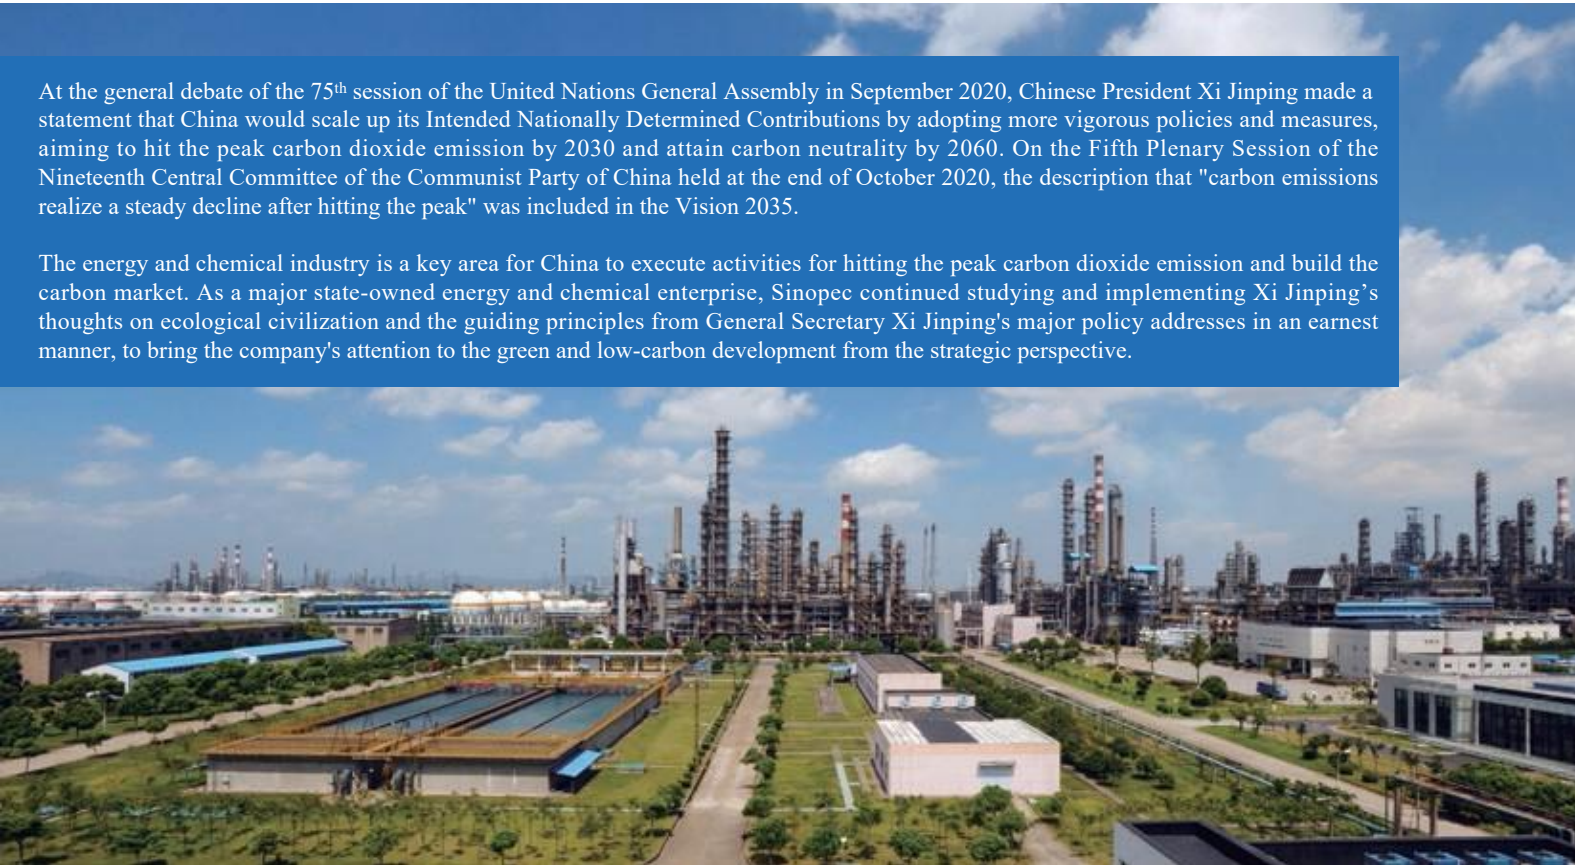 At the general debate of the 75th session of the United Nations General Assembly in September 2020, Chinese President Xi Jinping made a
statement that China would scale up its Intended Nationally Determined Contributions by adopting more vigorous policies and measures,
aiming to hit the peak carbon dioxide emission by 2030 and attain carbon neutrality by 2060. On the Fifth Plenary Session of the
Nineteenth Central Committee of the Communist Party of China held at the end of October 2020, the description that "carbon emissions
realize a steady decline after hitting the peak" was included in the Vision 2035.
The energy and chemical industry is a key area for China to execute activities for hitting the peak carbon dioxide emission and build the
carbon market. As a major state-owned energy and chemical enterprise, Sinopec continued studying and implementing Xi Jinping’s
thoughts on ecological civilization and the guiding principles from General Secretary Xi Jinping's major policy addresses in an earnest
manner, to bring the company's attention to the green and low-carbon development from the strategic perspective.